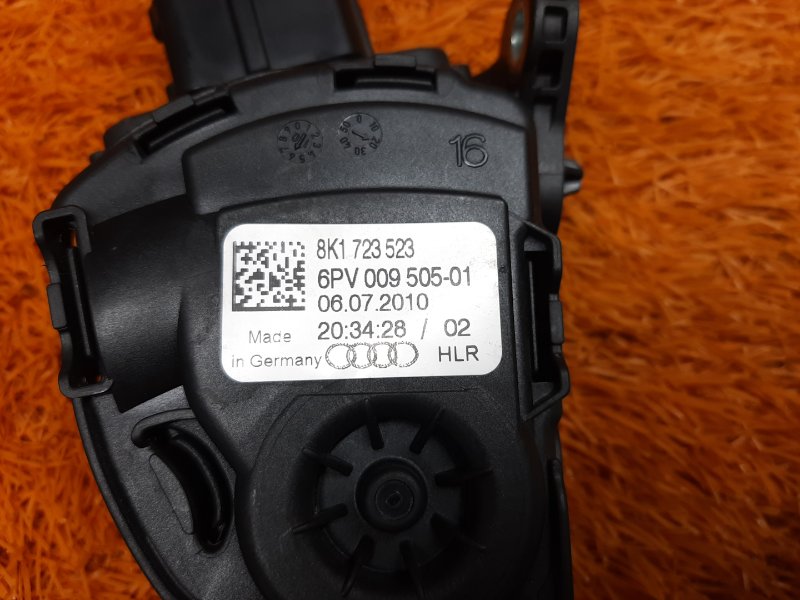 16
8K1 723 523
6PV 009 505-01
06.07.2010
Made 20:34:28 / 02
in Germany HLR